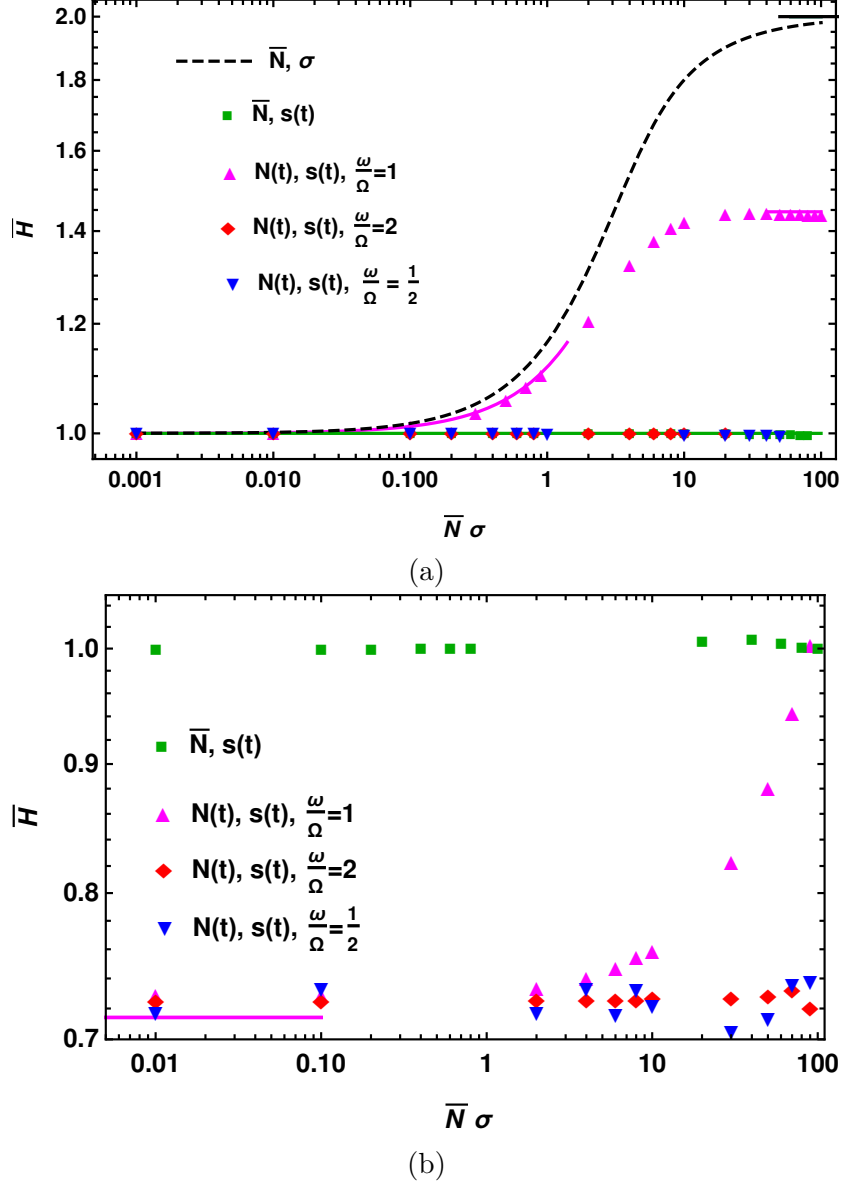 2.0
N̅, σ
1.8
N̅, s(t)
1.6
N(t), s(t), ω/Ω=1
H̅
1.4
N(t), s(t), ω/Ω=2
N(t), s(t), ω/Ω = 1/2
1.2
1.0
0.001 0.010 0.100 1 10 100
N̅ σ
(a)
1.0
N̅, s(t)
0.9
N(t), s(t), ω/Ω=1
H̅
N(t), s(t), ω/Ω=2
0.8
N(t), s(t), ω/Ω=1/2
0.7
0.01 0.10 1 10 100
N̅ σ
(b)